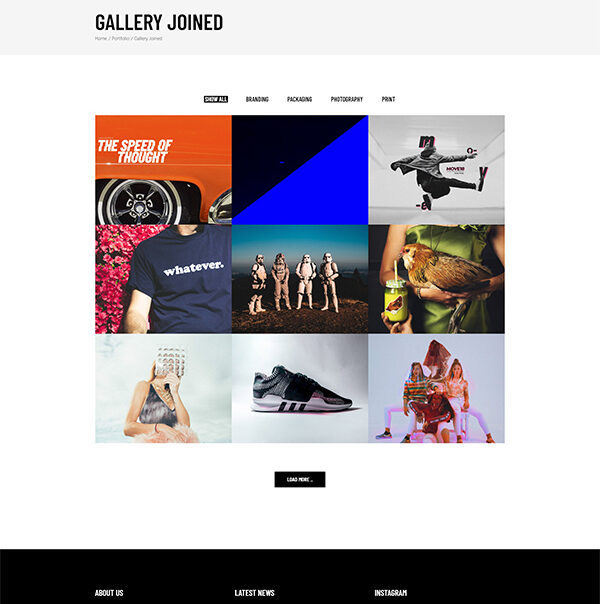 GALLERY JOINED
Home / Portfolio / Gallery Joined
SHOW ALL BRANDING PACKAGING PHOTOGRAPHY PRINT
THE SPEED OF
THOUGHT
MOVE18
whatever.
LOAD MORE ...
ABOUT US LATEST NEWS INSTAGRAM